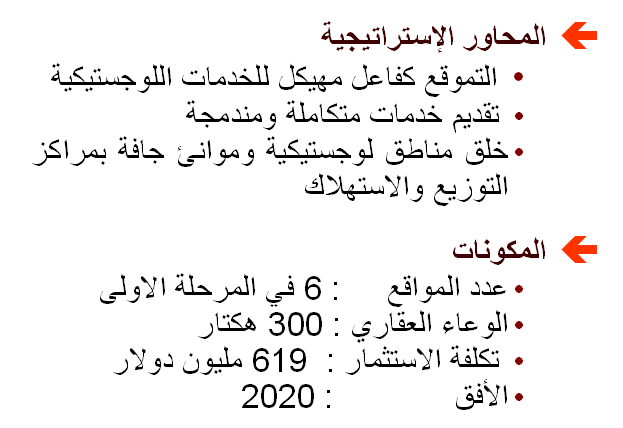 المحاور الإستراتيجية
• التموقع كفاعل مهيكل للخدمات اللوجستيكية
• تقديم خدمات متكاملة ومندمجة
• خلق مناطق لوجستيكية وموانئ جافة بمراكز
التوزيع والاستهلاك
المكونات
• عدد المواقع : 6 في المرحلة الاولى
• الوعاء العقاري : 300 هكتار
• تكلفة الاستثمار : 619 مليون دولار
• الأفق : 2020